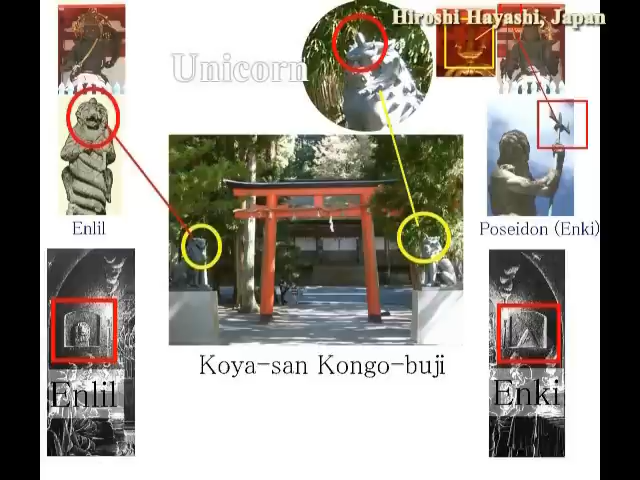 Hiroshi Hayashi, Japan
Unicorn
Enlil
Poseidon (Enki)
Koya-san Kongo-buji
Enlil
Enki